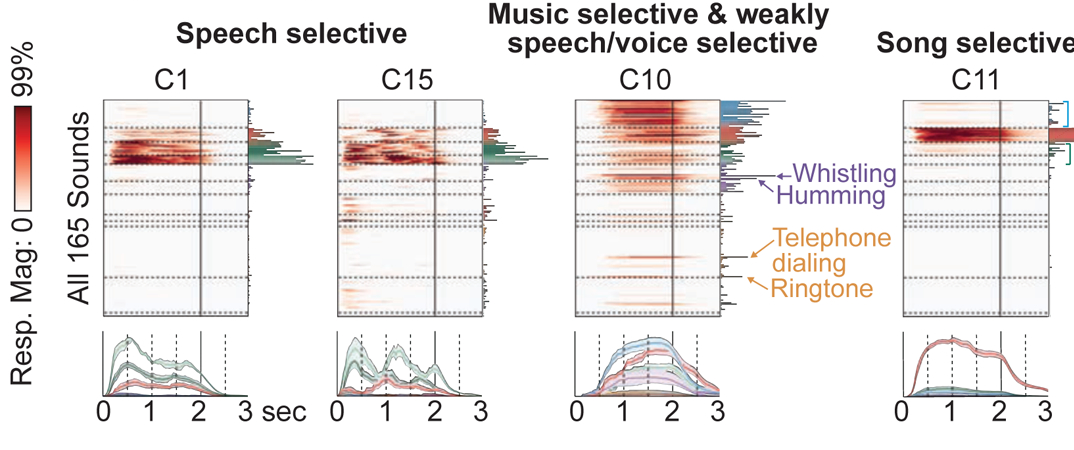 Speech selective
Music selective & weakly
speech/voice selective
Song selective
C1
C15
C10
C11
Resp. Mag: 0
99%
All 165 Sounds
Whistling
Humming
Telephone
dialing
Ringtone
0 1 2 3 sec
0 1 2 3
0 1 2 3
0 1 2 3